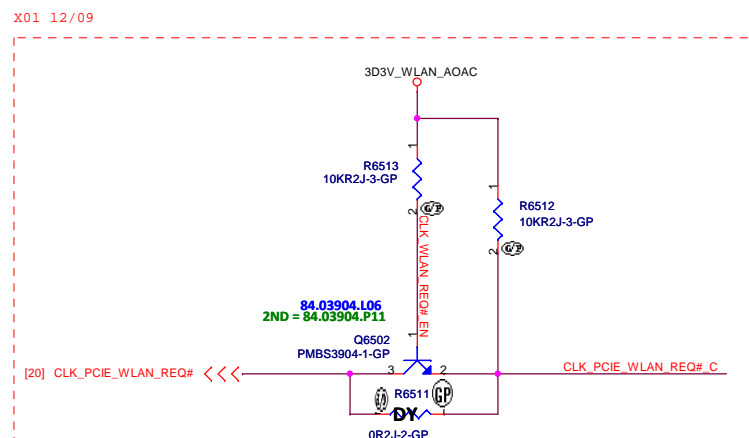 X01 12/09
3D3V_WLAN_AOAC
1
R6513
10KR2J-3-GP
2
G/P
1
R6512
10KR2J-3-GP
2
G/P
CLK_WLAN_REQ#_EN
84.03904.L06
2ND = 84.03904.P11
Q6502
1
PMBS3904-1-GP
[20] CLK_PCIE_WLAN_REQ#
3
2
CLK_PCIE_WLAN_REQ#_C
R6511
GP
DY
1
0R2J-2-GP